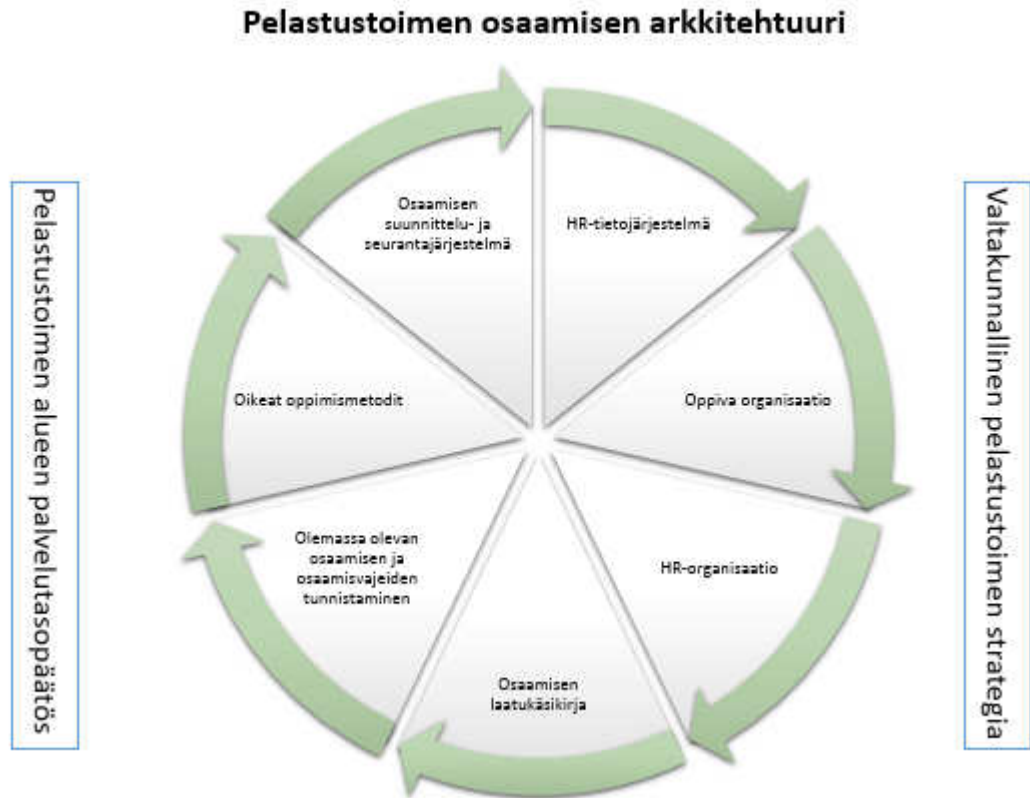 Pelastustoimen osaamisen arkkitehtuuri
Pelastustoimen alueen palvelutasopäätös
Osaamisen
suunnittelu- ja
seurantajärjestelmä
HR-tietojärjestelmä
Oikeat oppimismetodit
Oppiva organisaatio
Olemassa olevan
osaamisen ja
osaamisvajeiden
tunnistaminen
HR-organisaatio
Osaamisen
laatukäsikirja
Valtakunnallinen pelastustoimen strategia